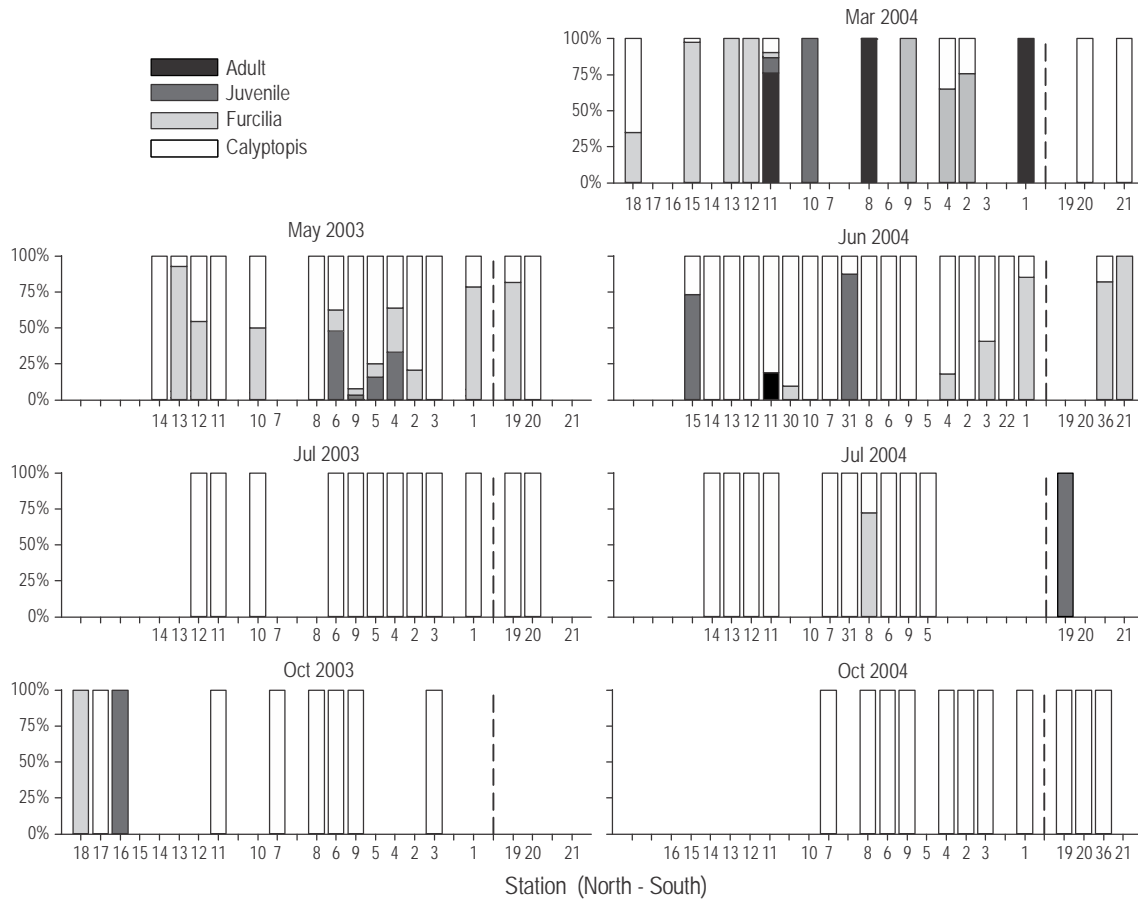 Mar 2004
Adult
Juvenile
Furcilia
Calyptopis
100%
75%
50%
25%
0%
18 17 16 15 14 13 12 11 10 7 8 6 9 5 4 2 3 1 19 20 21
May 2003
100%
75%
50%
25%
0%
14 13 12 11 10 7 8 6 9 5 4 2 3 1 19 20 21
Jun 2004
15 14 13 12 11 30 10 7 31 8 6 9 5 4 2 3 22 1 19 20 36 21
Jul 2003
100%
75%
50%
25%
0%
14 13 12 11 10 7 8 6 9 5 4 2 3 1 19 20 21
Jul 2004
14 13 12 11 10 7 31 8 6 9 5 19 20 21
Oct 2003
100%
75%
50%
25%
0%
18 17 16 15 14 13 12 11 10 7 8 6 9 5 4 2 3 1 19 20 21
Oct 2004
16 15 14 13 12 11 10 7 8 6 9 5 4 2 3 1 19 20 36 21
Station (North - South)